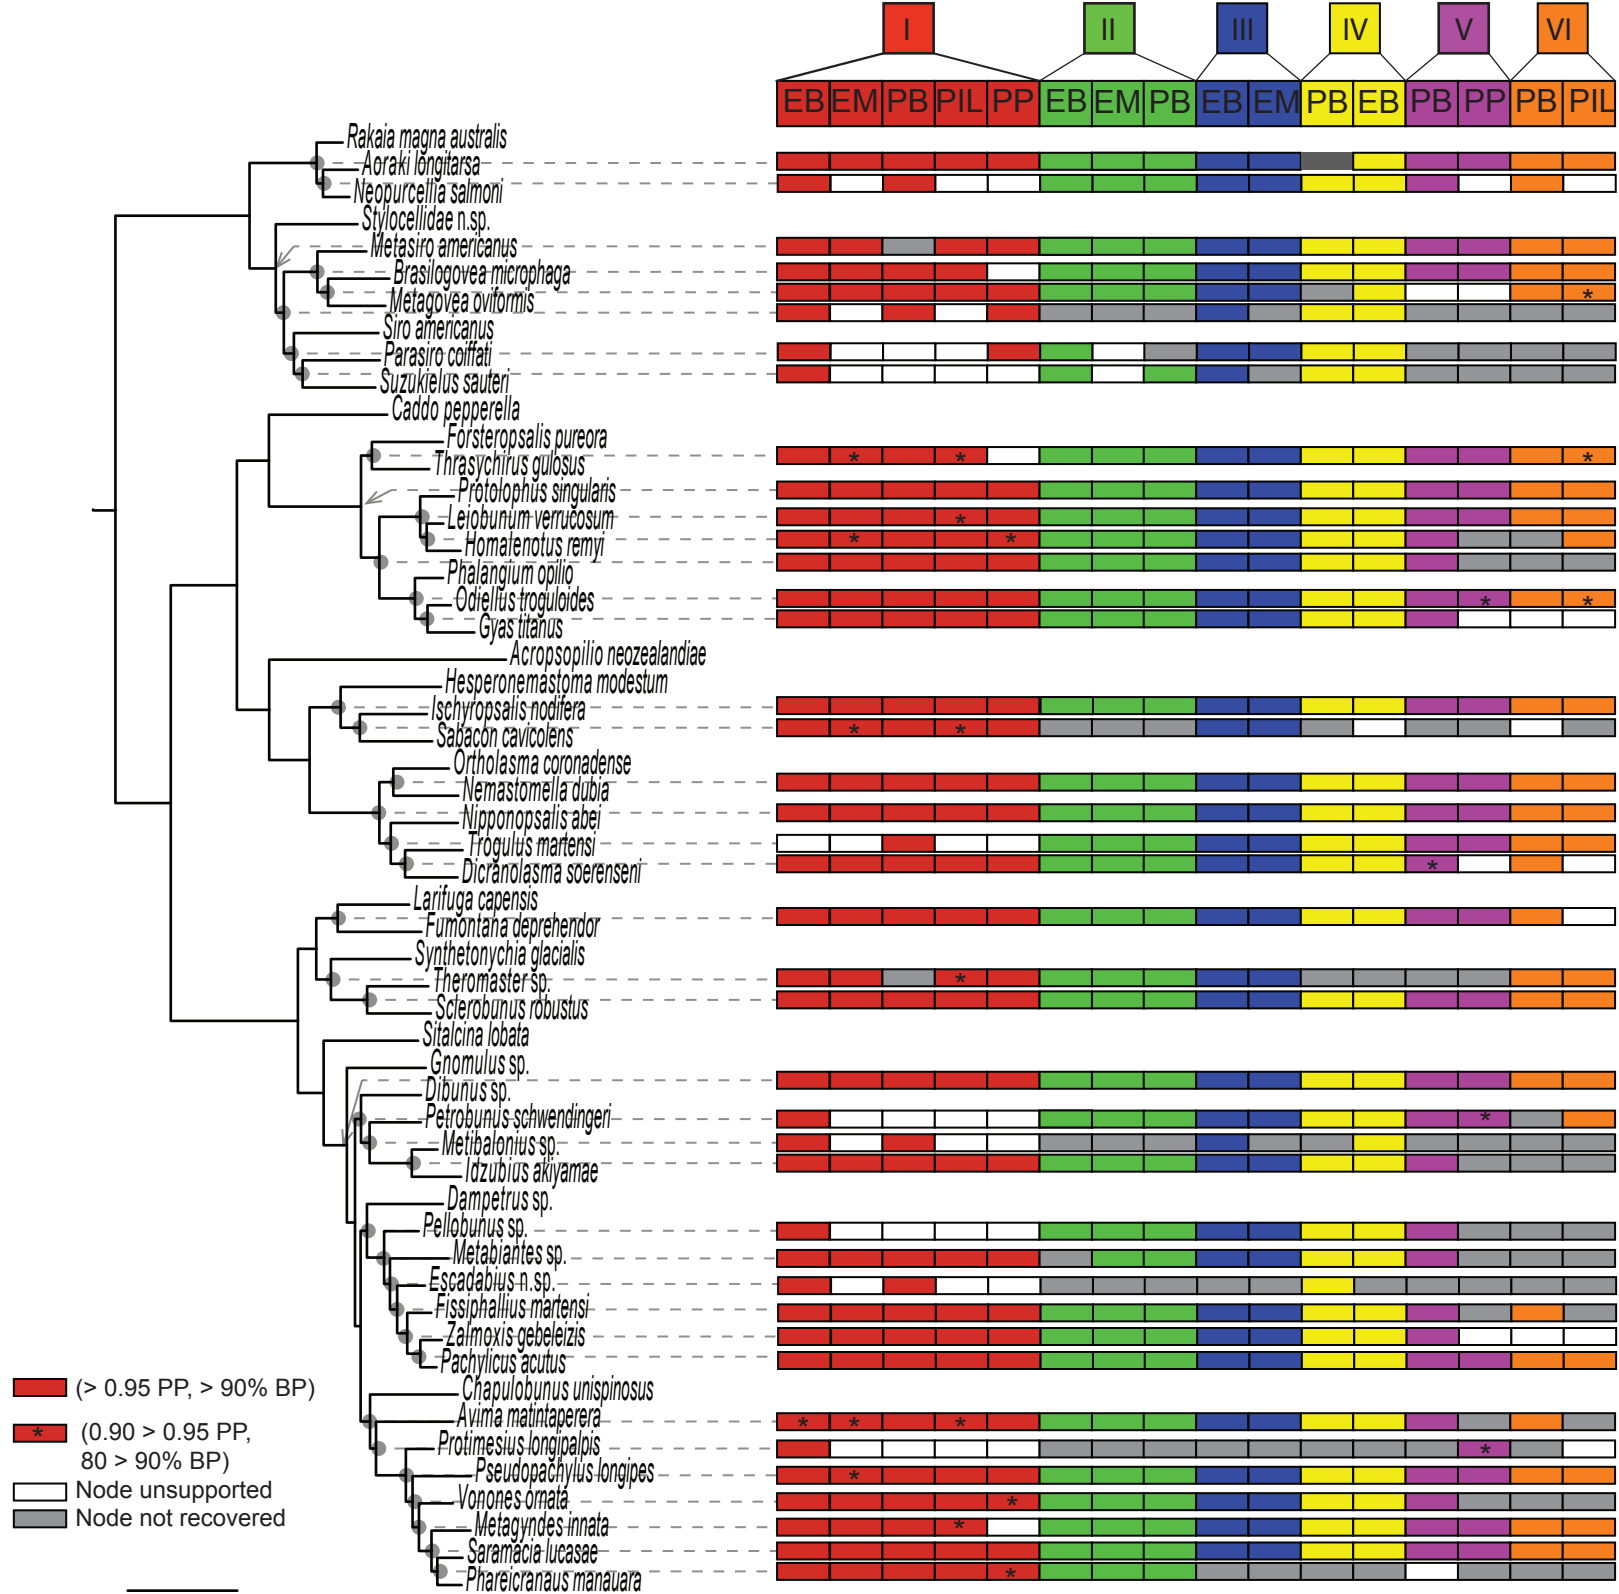 I II III IV V VI
EB EM PB PIL PP EB EM PB EB EM PB EB PB PP PB PIL
Rakaia magna australis
Aoraki longitarsa
Neopurcellia salmoni
Stylocellidae n.sp.
Metasiro americanus
Brasilogovea microphaga
Metagovea oviformis
*
Siro americanus
Parasiro coiffati
Suzukielus sauteri
Caddo pepperella
Forsteropsalis pureora
Thrasychirus gulosus
* * *
Protolophus singularis
Leiobunum verrucosum
*
Homalenotus remyi
* *
Phalangium opilio
Odiellus troguloides
* *
Gyas titanus
Acropsopilio neozealandiae
Hesperonemastoma modestum
Ischyropsalis nodifera
Sabacon cavicolens
* *
Ortholasma coronadense
Nemastomella dubia
Nipponopsalis abei
Trogulus martensi
Dicranolasma soerenseni
*
Larifuga capensis
Fumontana deprehendor
Synthetonychia glacialis
Theromaster sp.
*
Sclerobunus robustus
Sitalcina lobata
Gnomulus sp.
Dibunus sp.
Petrobunus schwendingeri
*
Metibalonius sp.
Idzubius akiyamae
Dampetrus sp.
Pellobunus sp.
Metabiantes sp.
Escadabius n.sp.
Fissiphallius martensi
Zalmoxis gebeleizis
Pachylicus acutus
Chapulobunus unispinosus
Avima matintaperera
* * *
Protimesius longipalpis
*
Pseudopachylus longipes
*
Vonones ornata
*
Metagyndes innata
*
Saramacia lucasae
Phareicranaus manauara
*
(> 0.95 PP, > 90% BP)
* (0.90 > 0.95 PP,
80 > 90% BP)
Node unsupported
Node not recovered